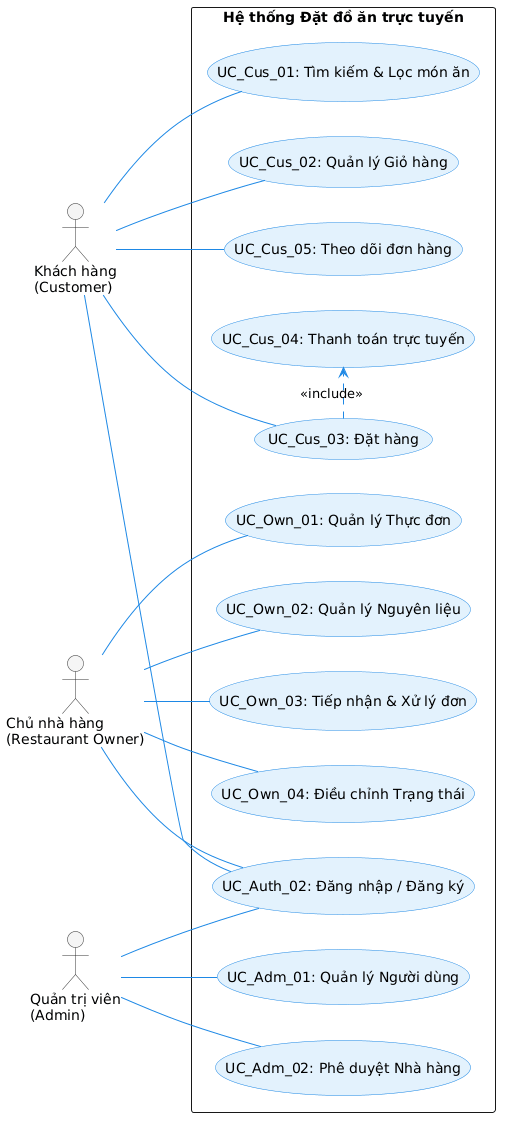 Hệ thống Đặt đồ ăn trực tuyến
UC_Cus_01: Tìm kiếm & Lọc món ăn
UC_Cus_02: Quản lý Giỏ hàng
Khách hàng
(Customer)
UC_Cus_05: Theo dõi đơn hàng
UC_Cus_04: Thanh toán trực tuyến
«include»
UC_Cus_03: Đặt hàng
UC_Own_01: Quản lý Thực đơn
UC_Own_02: Quản lý Nguyên liệu
Chủ nhà hàng
(Restaurant Owner)
UC_Own_03: Tiếp nhận & Xử lý đơn
UC_Own_04: Điều chỉnh Trạng thái
UC_Auth_02: Đăng nhập / Đăng ký
Quản trị viên
(Admin)
UC_Adm_01: Quản lý Người dùng
UC_Adm_02: Phê duyệt Nhà hàng